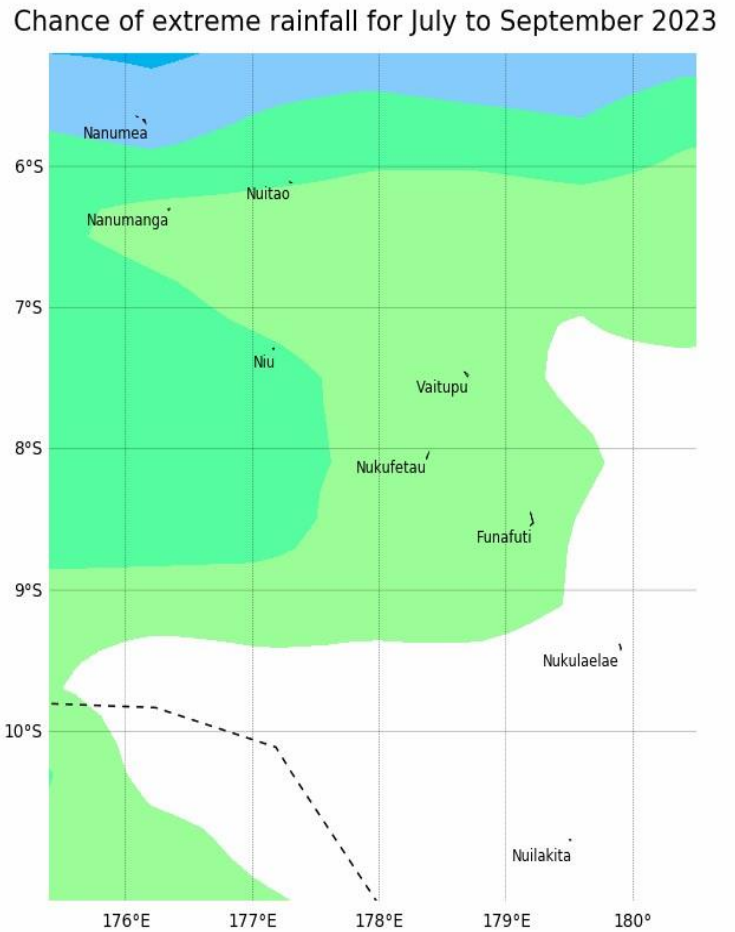 Chance of extreme rainfall for July to September 2023
Nanumea
6°S
Nuitao
Nanumanga
7°S
Niu
Vaitupu
8°S
Nukufetau
Funafuti
9°S
Nukulaelae
10°S
Nuilakita
176°E 177°E 178°E 179°E 180°